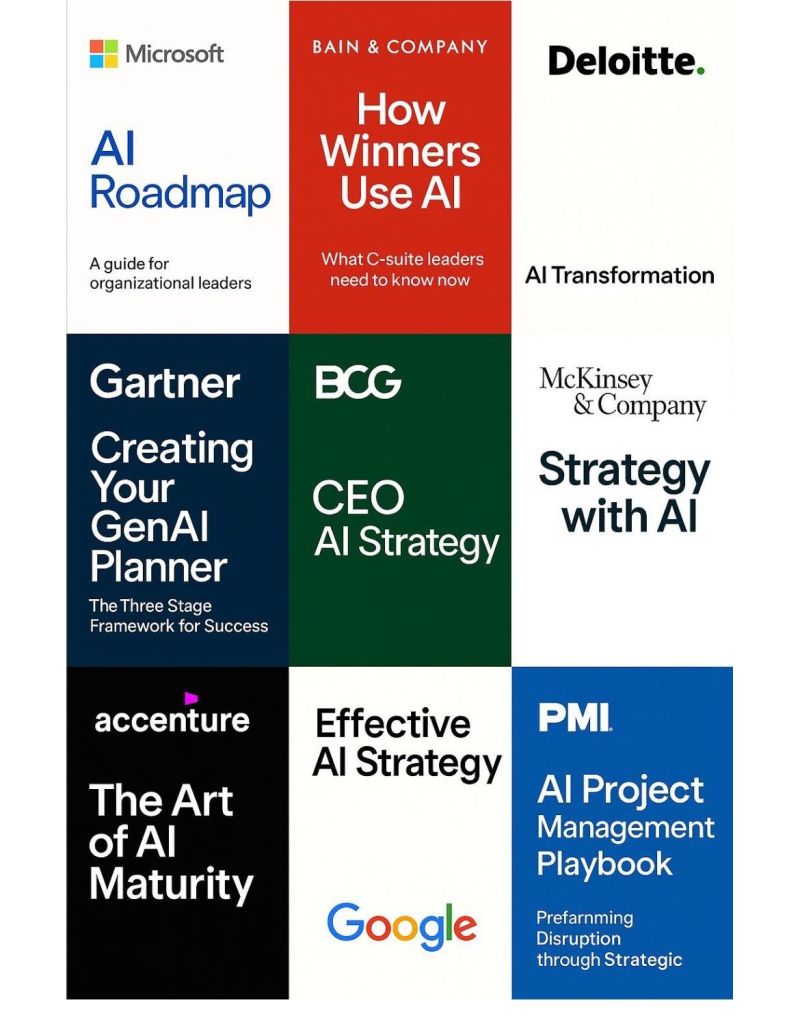 Microsoft
AI
Roadmap
A guide for
organizational leaders
BAIN & COMPANY
How
Winners
Use AI
What C-suite leaders
need to know now
Deloitte.
AI Transformation
Gartner
Creating
Your
GenAI
Planner
The Three Stage
Framework for Success
BCG
CEO
AI Strategy
McKinsey
& Company
Strategy
with AI
accenture
The Art
of AI
Maturity
Effective
AI Strategy
Google
PMI
AI Project
Management
Playbook
Prefarnming
Disruption
through Strategic